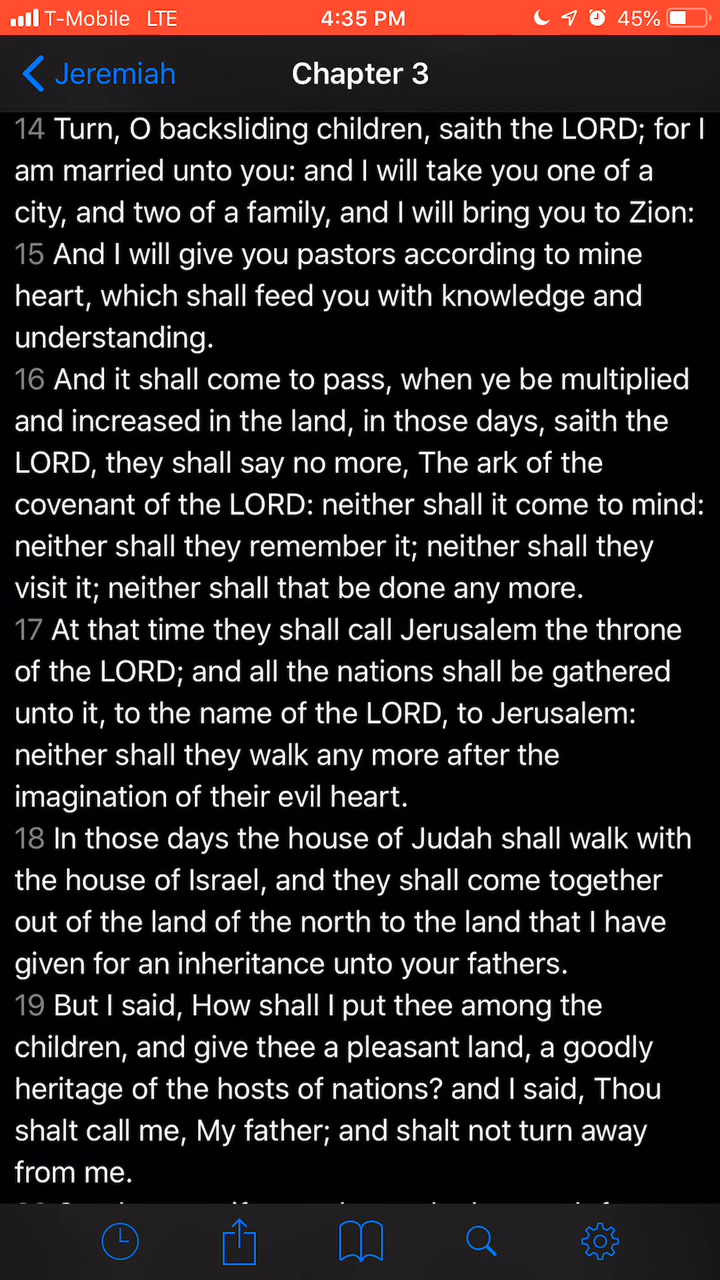 T-Mobile LTE 4:35 PM 45%
Jeremiah Chapter 3
14 Turn, O backsliding children, saith the LORD; for I
am married unto you: and I will take you one of a
city, and two of a family, and I will bring you to Zion:
15 And I will give you pastors according to mine
heart, which shall feed you with knowledge and
understanding.
16 And it shall come to pass, when ye be multiplied
and increased in the land, in those days, saith the
LORD, they shall say no more, The ark of the
covenant of the LORD: neither shall it come to mind:
neither shall they remember it; neither shall they
visit it; neither shall that be done any more.
17 At that time they shall call Jerusalem the throne
of the LORD; and all the nations shall be gathered
unto it, to the name of the LORD, to Jerusalem:
neither shall they walk any more after the
imagination of their evil heart.
18 In those days the house of Judah shall walk with
the house of Israel, and they shall come together
out of the land of the north to the land that I have
given for an inheritance unto your fathers.
19 But I said, How shall I put thee among the
children, and give thee a pleasant land, a goodly
heritage of the hosts of nations? and I said, Thou
shalt call me, My father; and shalt not turn away
from me.